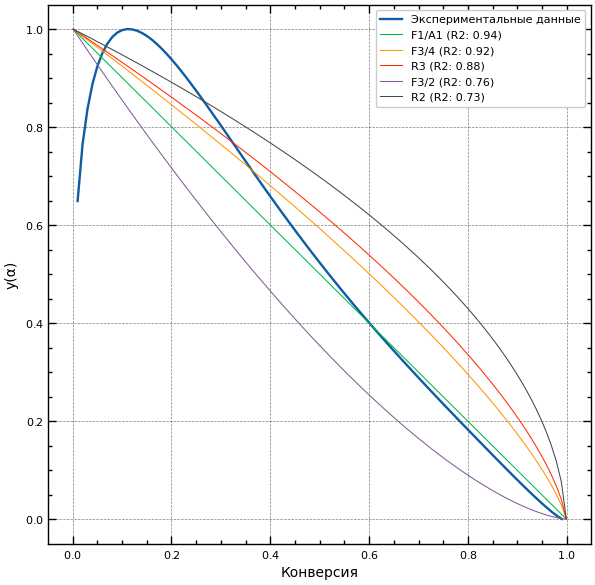 Экспериментальные данные
F1/A1 (R2: 0.94)
F3/4 (R2: 0.92)
R3 (R2: 0.88)
F3/2 (R2: 0.76)
R2 (R2: 0.73)
1.0
0.8
0.6
0.4
0.2
0.0
y(α)
0.0 0.2 0.4 0.6 0.8 1.0
Конверсия